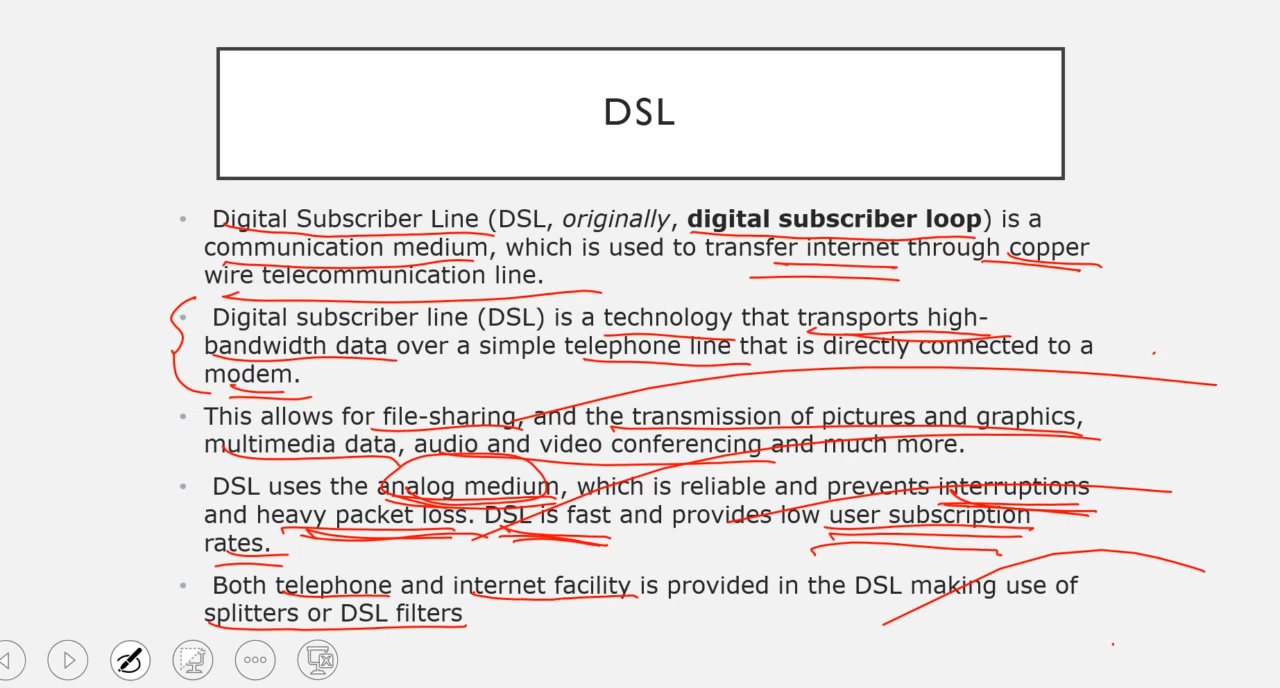 DSL
• Digital Subscriber Line (DSL, originally, digital subscriber loop) is a
communication medium, which is used to transfer internet through copper
wire telecommunication line.
• Digital subscriber line (DSL) is a technology that transports high-
bandwidth data over a simple telephone line that is directly connected to a
modem.
• This allows for file-sharing, and the transmission of pictures and graphics,
multimedia data, audio and video conferencing and much more.
• DSL uses the analog medium, which is reliable and prevents interruptions
and heavy packet loss. DSL is fast and provides low user subscription
rates.
• Both telephone and internet facility is provided in the DSL making use of
splitters or DSL filters